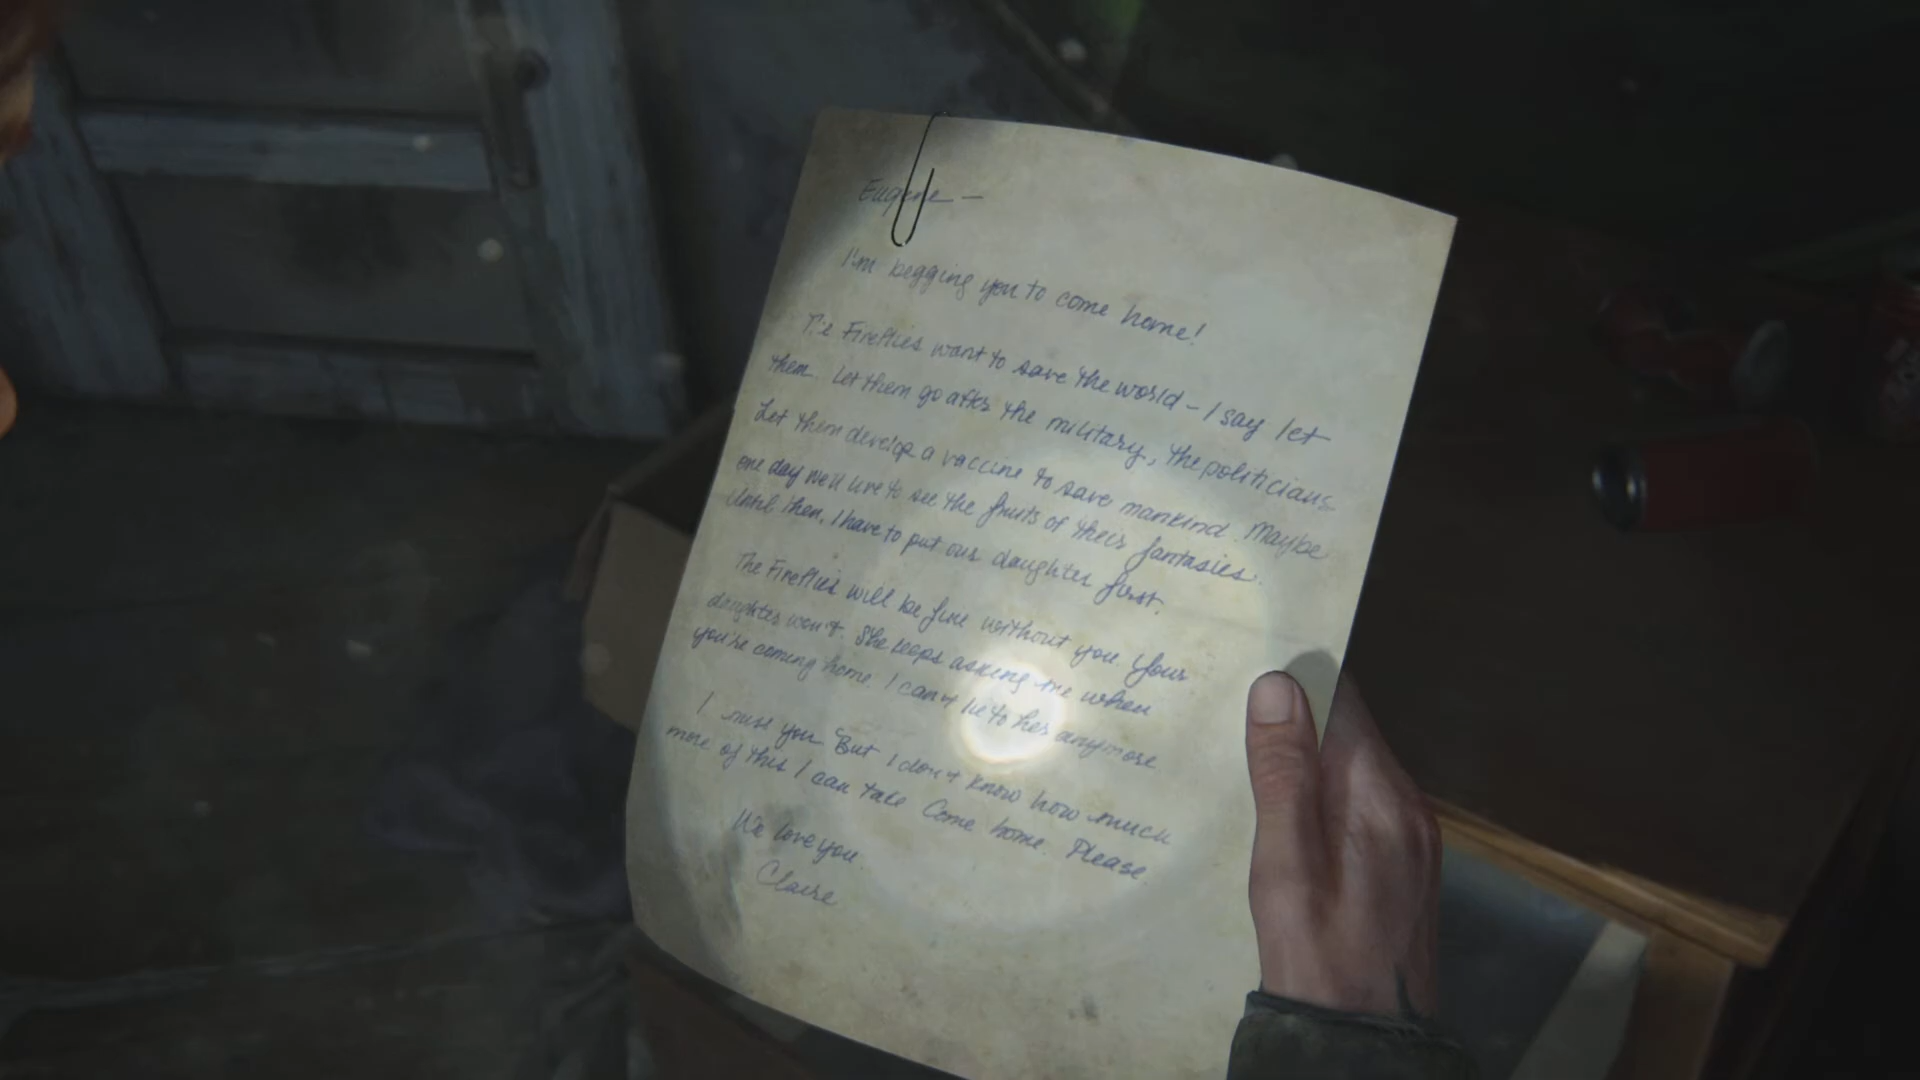 Eugene —
I'm begging you to come home!
The Fireflies want to save the world - I say let
them. Let them go after the military, the politicians.
Let them develop a vaccine to save mankind. Maybe
one day we'll live to see the fruits of their fantasies.
Until then, I have to put our daughter first.
The Fireflies will be fine without you. Your
daughter won't. She keeps asking me when
you're coming home. I can't lie to her anymore.
I miss you. But I don't know how much
more of this I can take. Come home. Please.
We love you
Claire